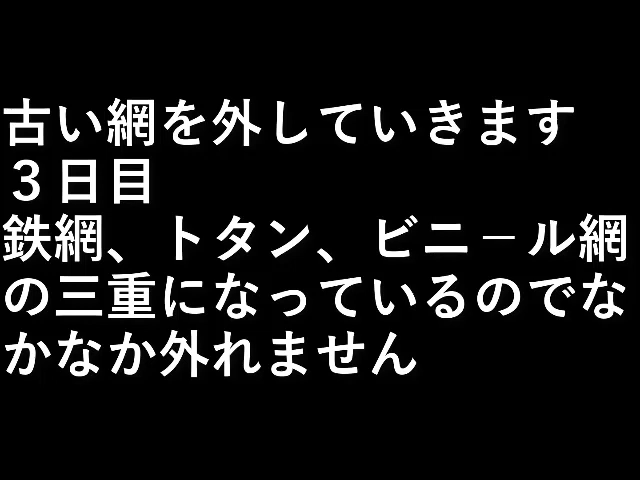 古い網を外していきます
３日目
鉄網、トタン、ビニ－ル網
の三重になっているのでな
かなか外れません